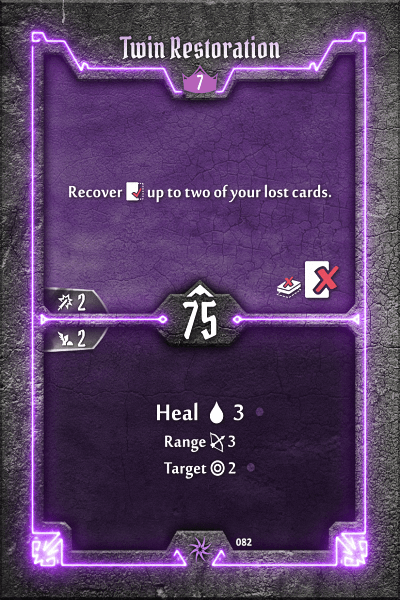 Twin Restoration
7
Recover up to two of your lost cards.
2
75
2
Heal 3
Range 3
Target 2
082